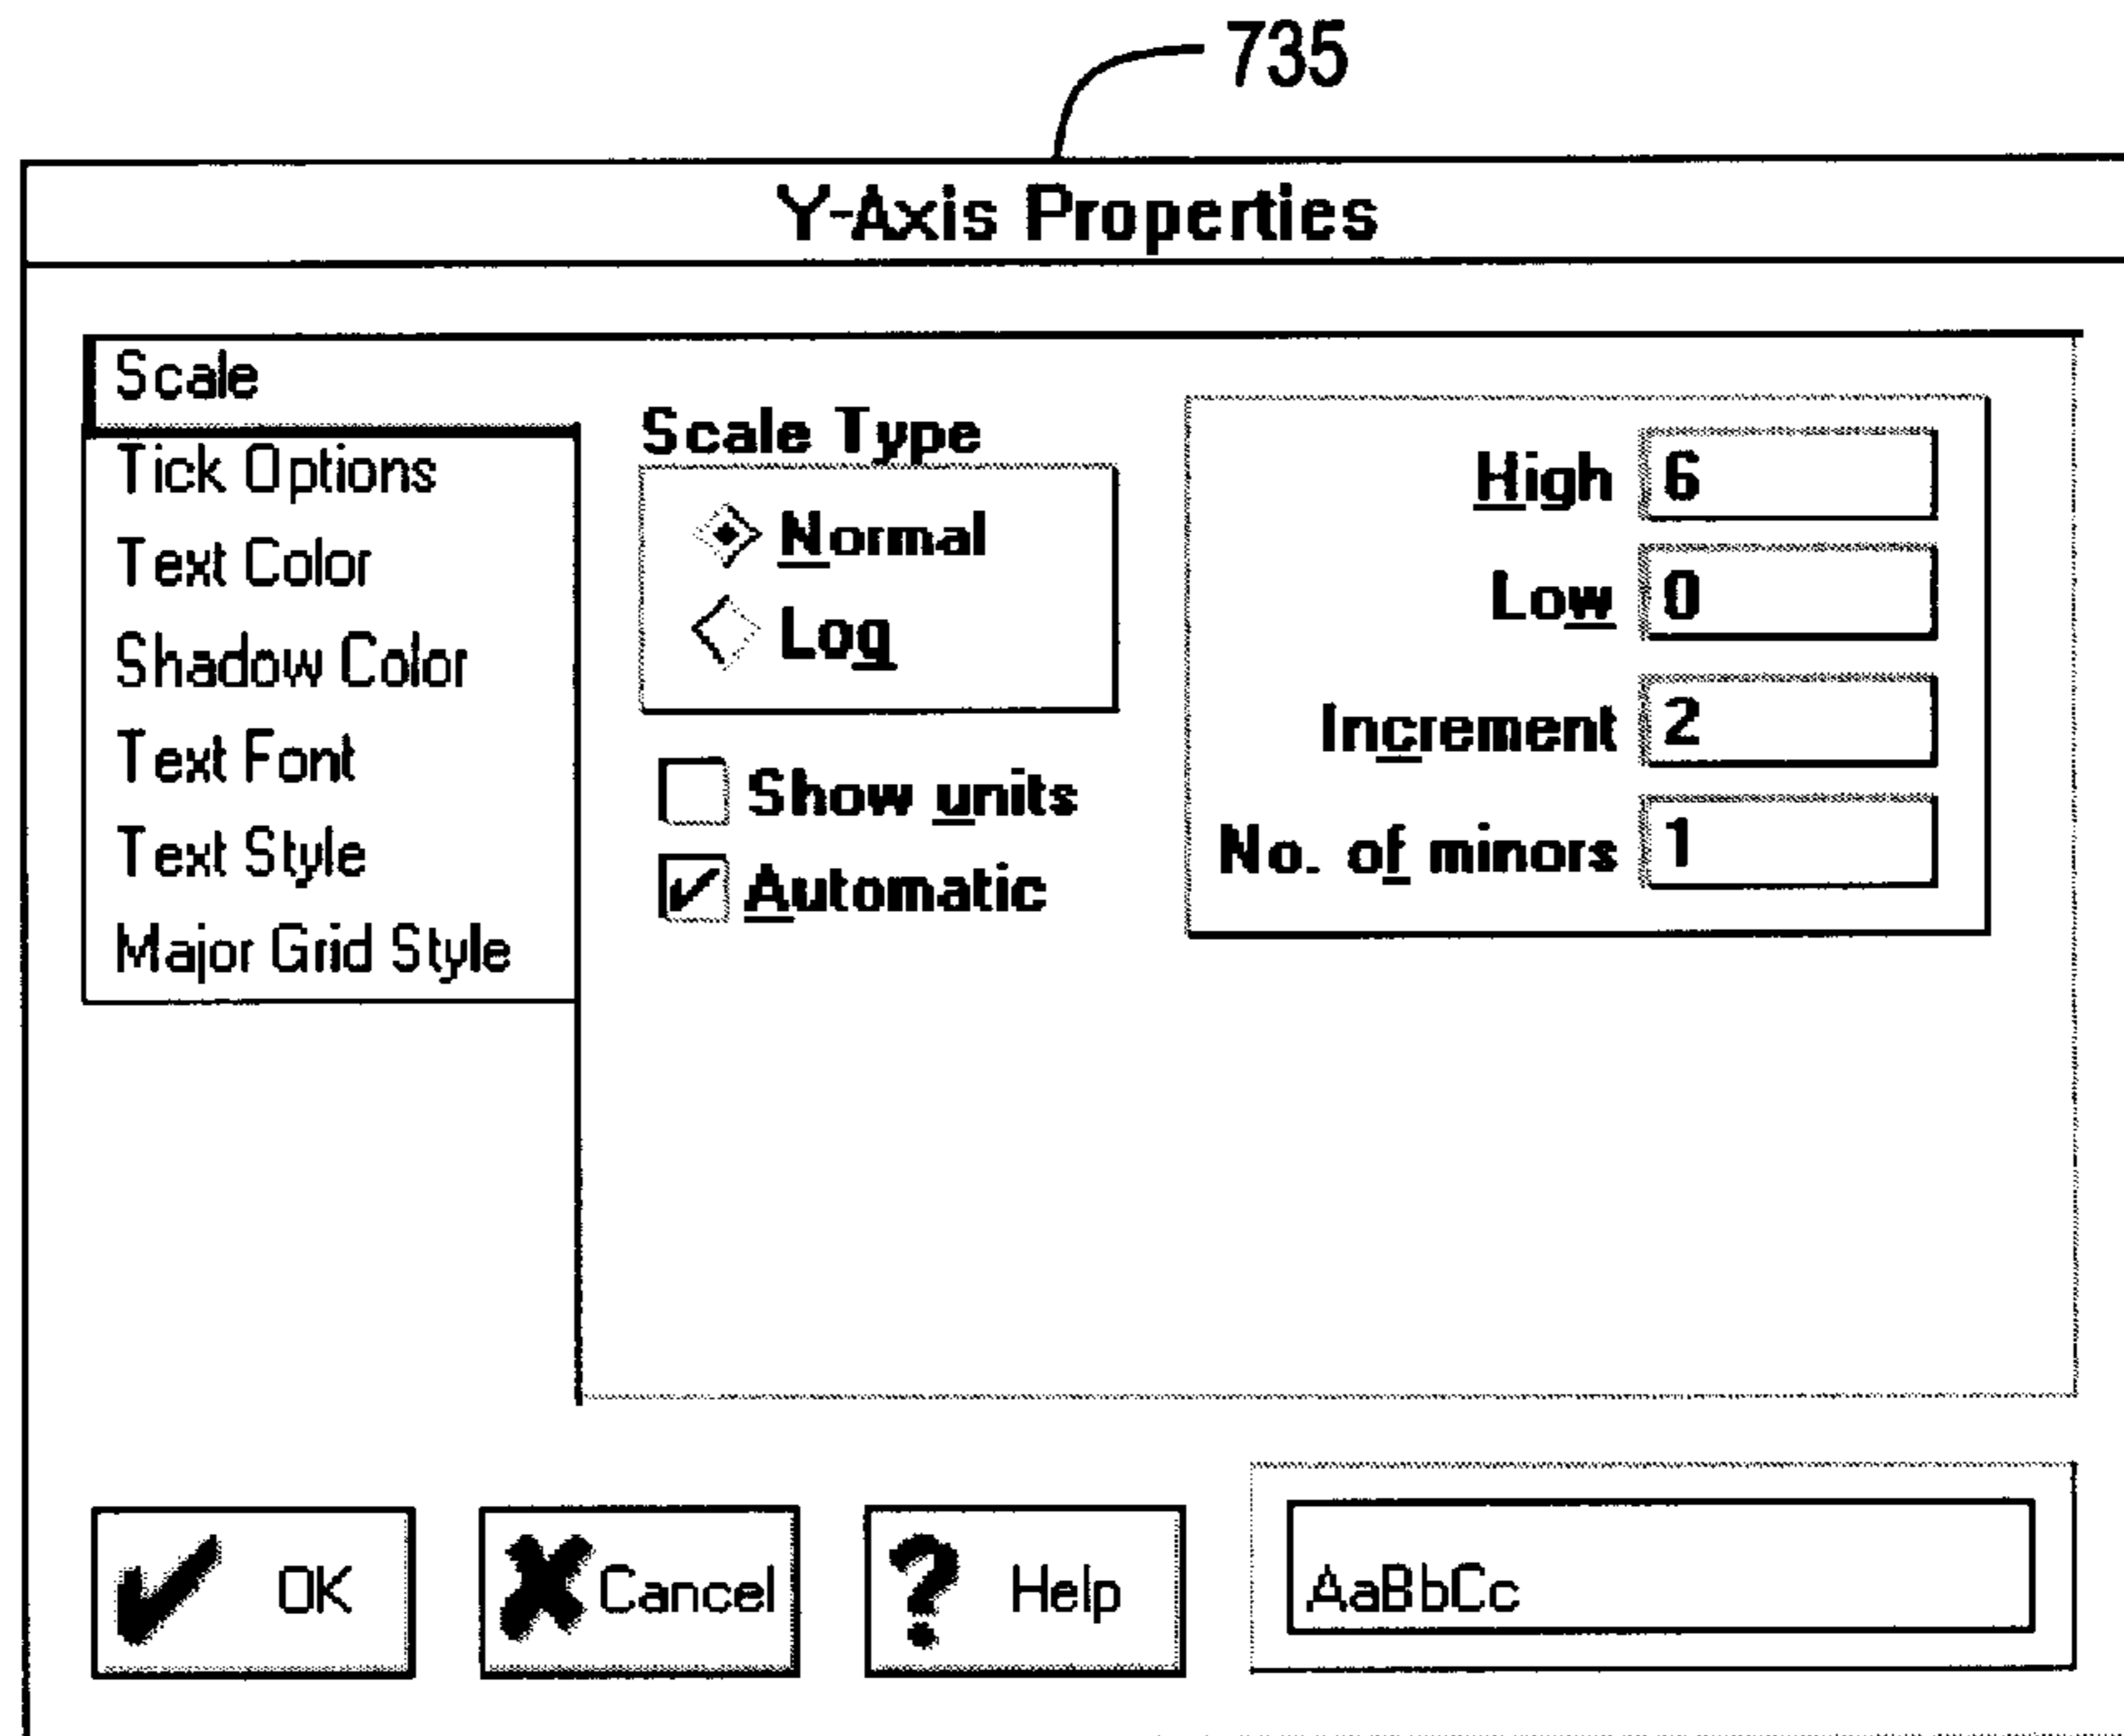 735
Y-Axis Properties
Scale
Tick Options
Text Color
Shadow Color
Text Font
Text Style
Major Grid Style
Scale Type
Normal
Log
Show units
Automatic
High 6
Low 0
Increment 2
No. of minors 1
OK
Cancel
Help
AaBbCc